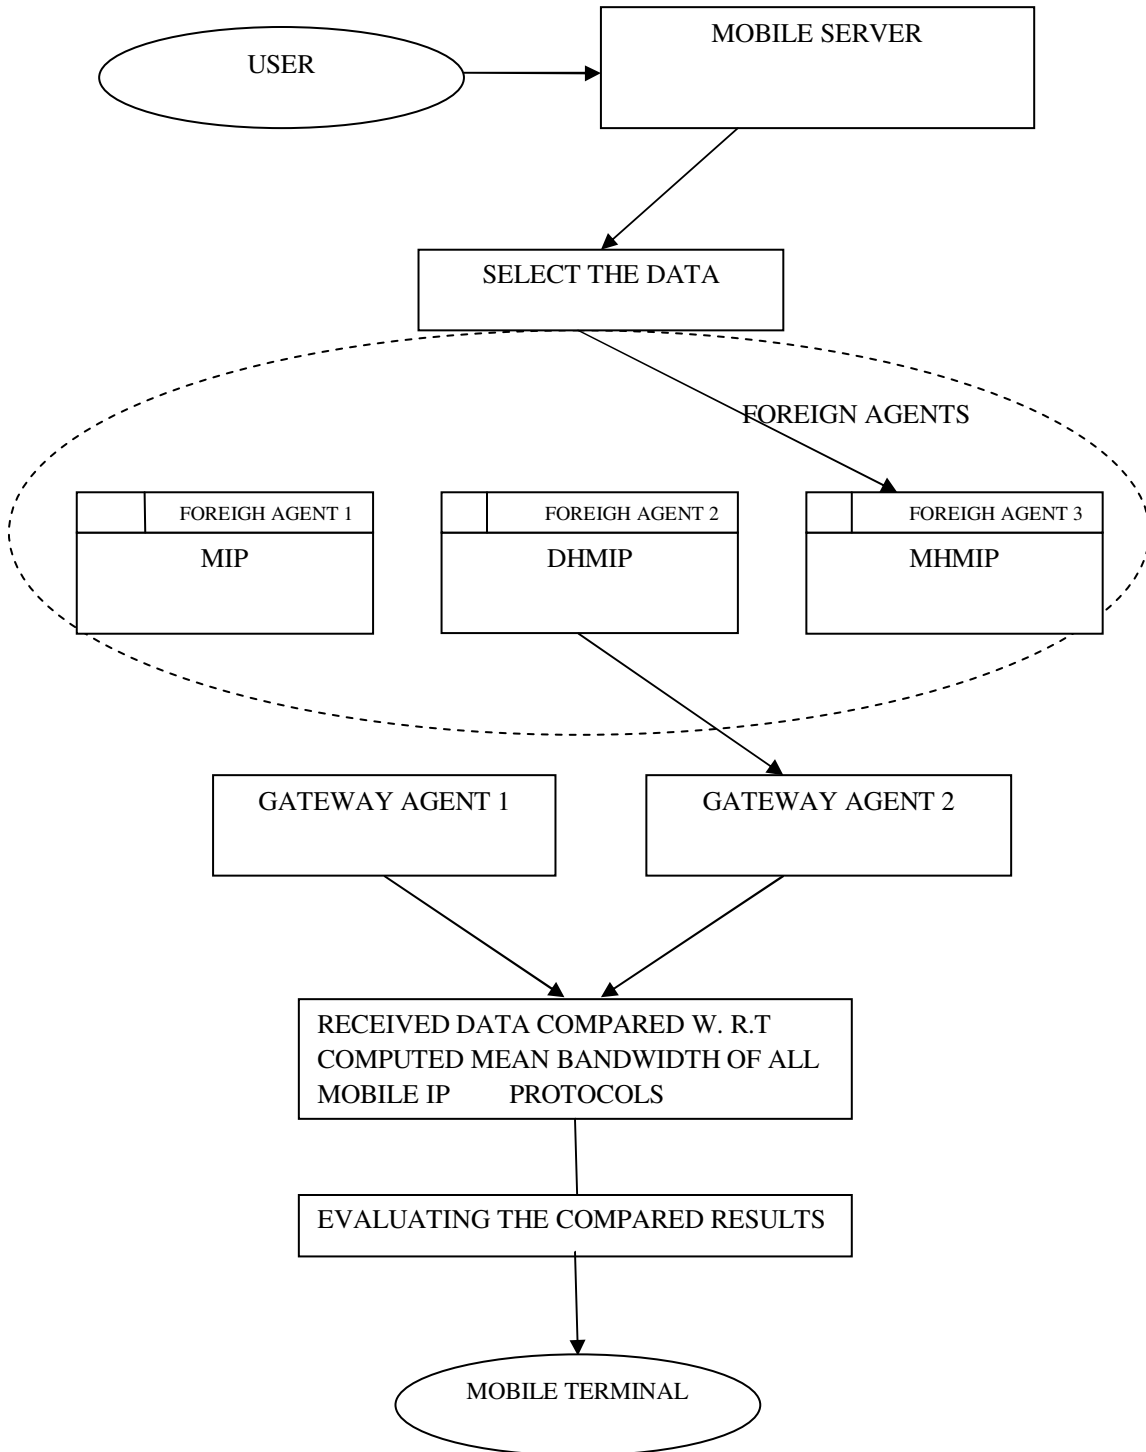 USER
MOBILE SERVER
SELECT THE DATA
FOREIGN AGENTS
FOREIGH AGENT 1
MIP
FOREIGH AGENT 2
DHMIP
FOREIGH AGENT 3
MHMIP
GATEWAY AGENT 1
GATEWAY AGENT 2
RECEIVED DATA COMPARED W. R.T
COMPUTED MEAN BANDWIDTH OF ALL
MOBILE IP PROTOCOLS
EVALUATING THE COMPARED RESULTS
MOBILE TERMINAL